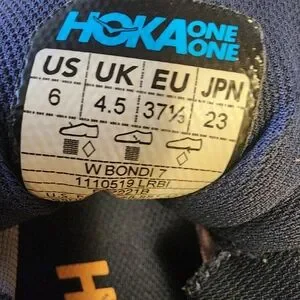 HOKA ONE ONE
US UK EU JPN
6 4.5 37⅓ 23
W BONDI 7
1110519 LRBI
H